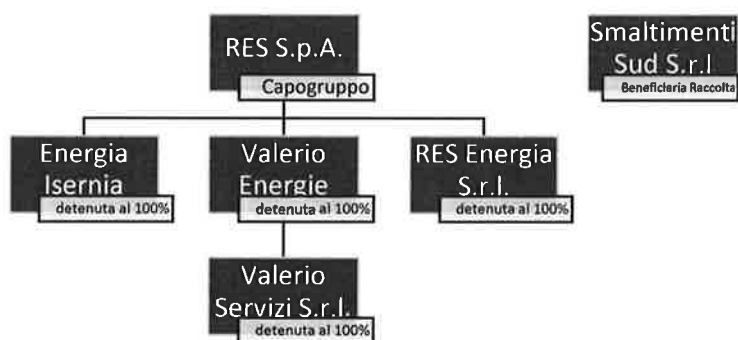 RES S.p.A.
Capogruppo
Smaltimenti
Sud S.r.l
Beneficiaria Raccolta
Energia
Isernia
detenuta al 100%
Valerio
Energie
detenuta al 100%
RES Energia
S.r.l.
detenuta al 100%
Valerio
Servizi S.r.l.
detenuta al 100%